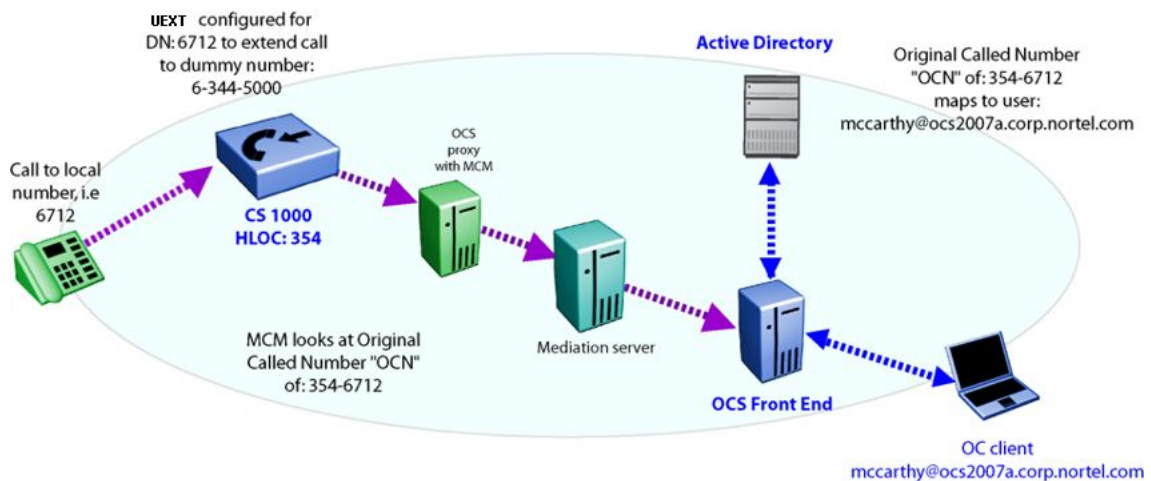 UEXT configured for
DN: 6712 to extend call
to dummy number:
6-344-5000
Active Directory
Original Called Number
"OCN" of: 354-6712
maps to user:
mccarthy@ocs2007a.corp.nortel.com
OCS
proxy
with MCM
Call to local
number, i.e
6712
CS 1000
HLOC: 354
MCM looks at Original
Called Number "OCN"
of: 354-6712
Mediation server
OCS Front End
OC client
mccarthy@ocs2007a.corp.nortel.com